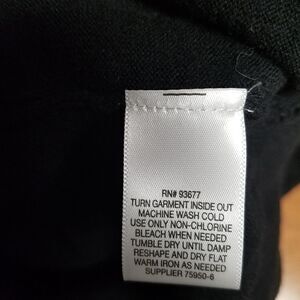 RN# 93677
TURN GARMENT INSIDE OUT
MACHINE WASH COLD
USE ONLY NON-CHLORINE
BLEACH WHEN NEEDED
TUMBLE DRY UNTIL DAMP
RESHAPE AND DRY FLAT
WARM IRON AS NEEDED
SUPPLIER 75950-6